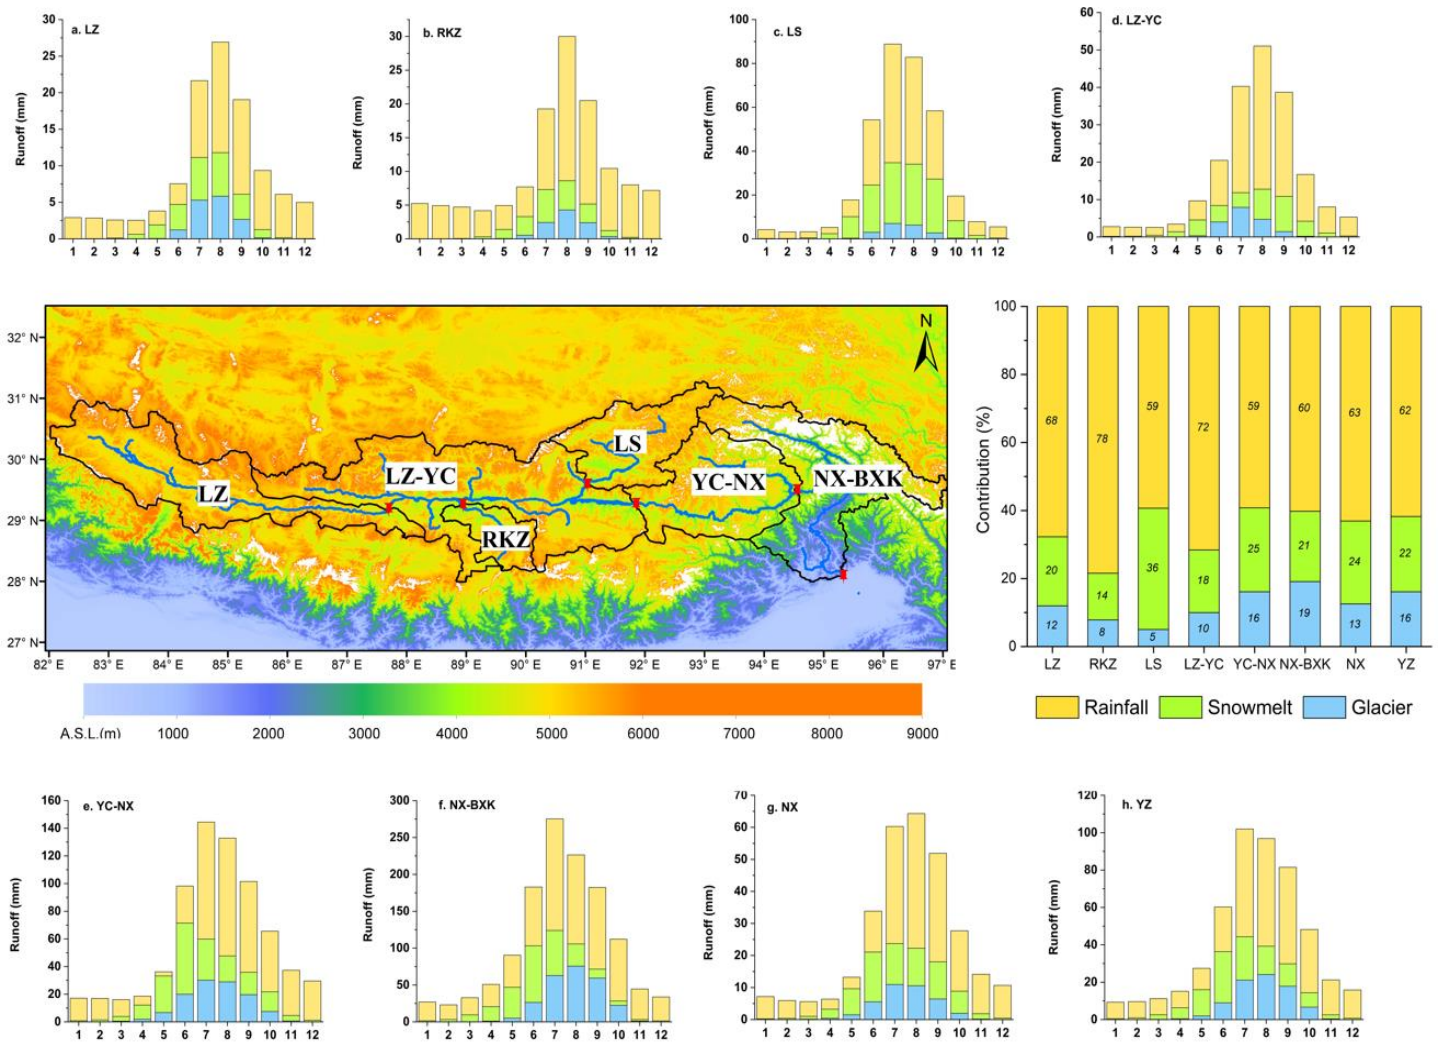 a. LZ
Runoff (mm)
30
25
20
15
10
5
0
1 2 3 4 5 6 7 8 9 10 11 12
b. RKZ
Runoff (mm)
30
25
20
15
10
5
0
1 2 3 4 5 6 7 8 9 10 11 12
c. LS
Runoff (mm)
100
80
60
40
20
0
1 2 3 4 5 6 7 8 9 10 11 12
d. LZ-YC
Runoff (mm)
60
50
40
30
20
10
0
1 2 3 4 5 6 7 8 9 10 11 12
N
32° N
31° N
30° N
29° N
28° N
27° N
LZ
LZ-YC
RKZ
LS
YC-NX
NX-BXK
82° E 83° E 84° E 85° E 86° E 87° E 88° E 89° E 90° E 91° E 92° E 93° E 94° E 95° E 96° E 97° E
A.S.L.(m) 1000 2000 3000 4000 5000 6000 7000 8000 9000
Contribution (%)
100
80
60
40
20
0
68 78 59 72 59 60 63 62
20 14 36 18 25 21 24 22
12 8 5 10 16 19 13 16
LZ RKZ LS LZ-YC YC-NX NX-BXK NX YZ
Rainfall Snowmelt Glacier
e. YC-NX
Runoff (mm)
160
140
120
100
80
60
40
20
0
1 2 3 4 5 6 7 8 9 10 11 12
f. NX-BXK
Runoff (mm)
300
250
200
150
100
50
0
1 2 3 4 5 6 7 8 9 10 11 12
g. NX
Runoff (mm)
70
60
50
40
30
20
10
0
1 2 3 4 5 6 7 8 9 10 11 12
h. YZ
Runoff (mm)
120
100
80
60
40
20
0
1 2 3 4 5 6 7 8 9 10 11 12